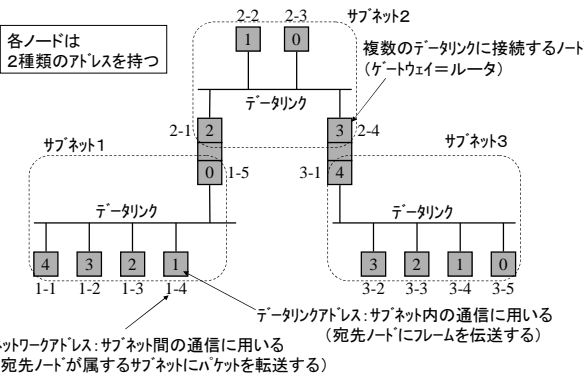 2-2 2-3
サブネット2
1 0
各ノードは
2種類のアドレスを持つ
複数のデータリンクに接続するノード
(ゲートウェイ=ルータ)
データリンク
2-1 2
3 2-4
サブネット1
サブネット3
0 1-5
3-1 4
データリンク
データリンク
4 3 2 1
1-1 1-2 1-3 1-4
3 2 1 0
3-2 3-3 3-4 3-5
データリンクアドレス:サブネット内の通信に用いる
(宛先ノードにフレームを伝送する)
ネットワークアドレス:サブネット間の通信に用いる
宛先ノードが属するサブネットにパケットを転送する)